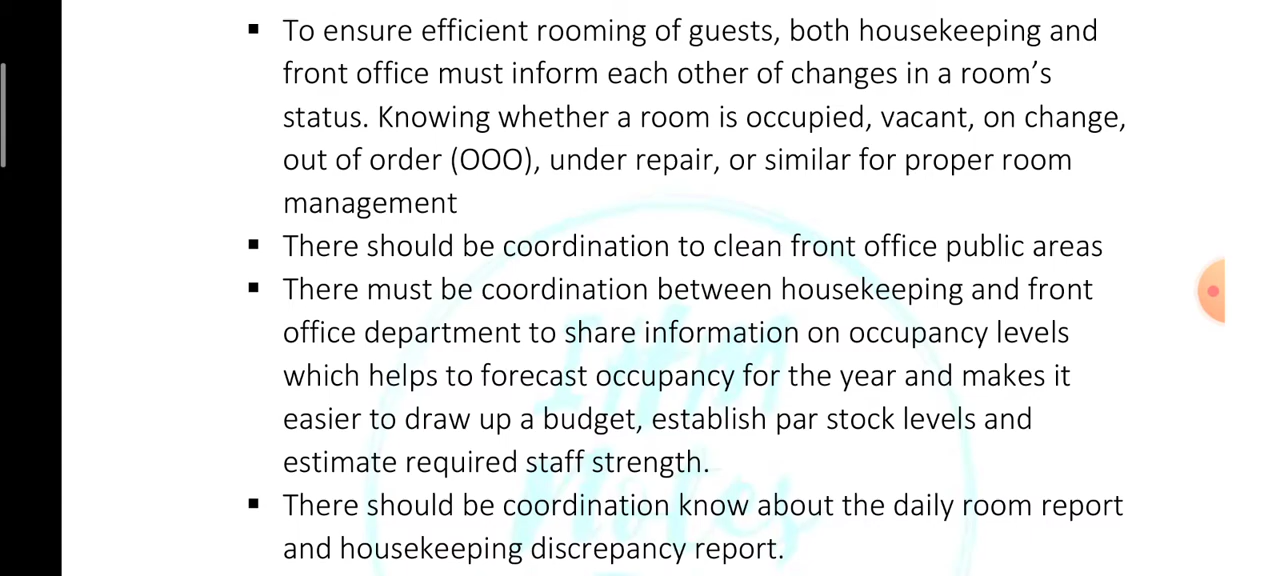 ▪ To ensure efficient rooming of guests, both housekeeping and
front office must inform each other of changes in a room's
status. Knowing whether a room is occupied, vacant, on change,
out of order (OOO), under repair, or similar for proper room
management
▪ There should be coordination to clean front office public areas
▪ There must be coordination between housekeeping and front
office department to share information on occupancy levels
which helps to forecast occupancy for the year and makes it
easier to draw up a budget, establish par stock levels and
estimate required staff strength.
▪ There should be coordination know about the daily room report
and housekeeping discrepancy report.
Notes